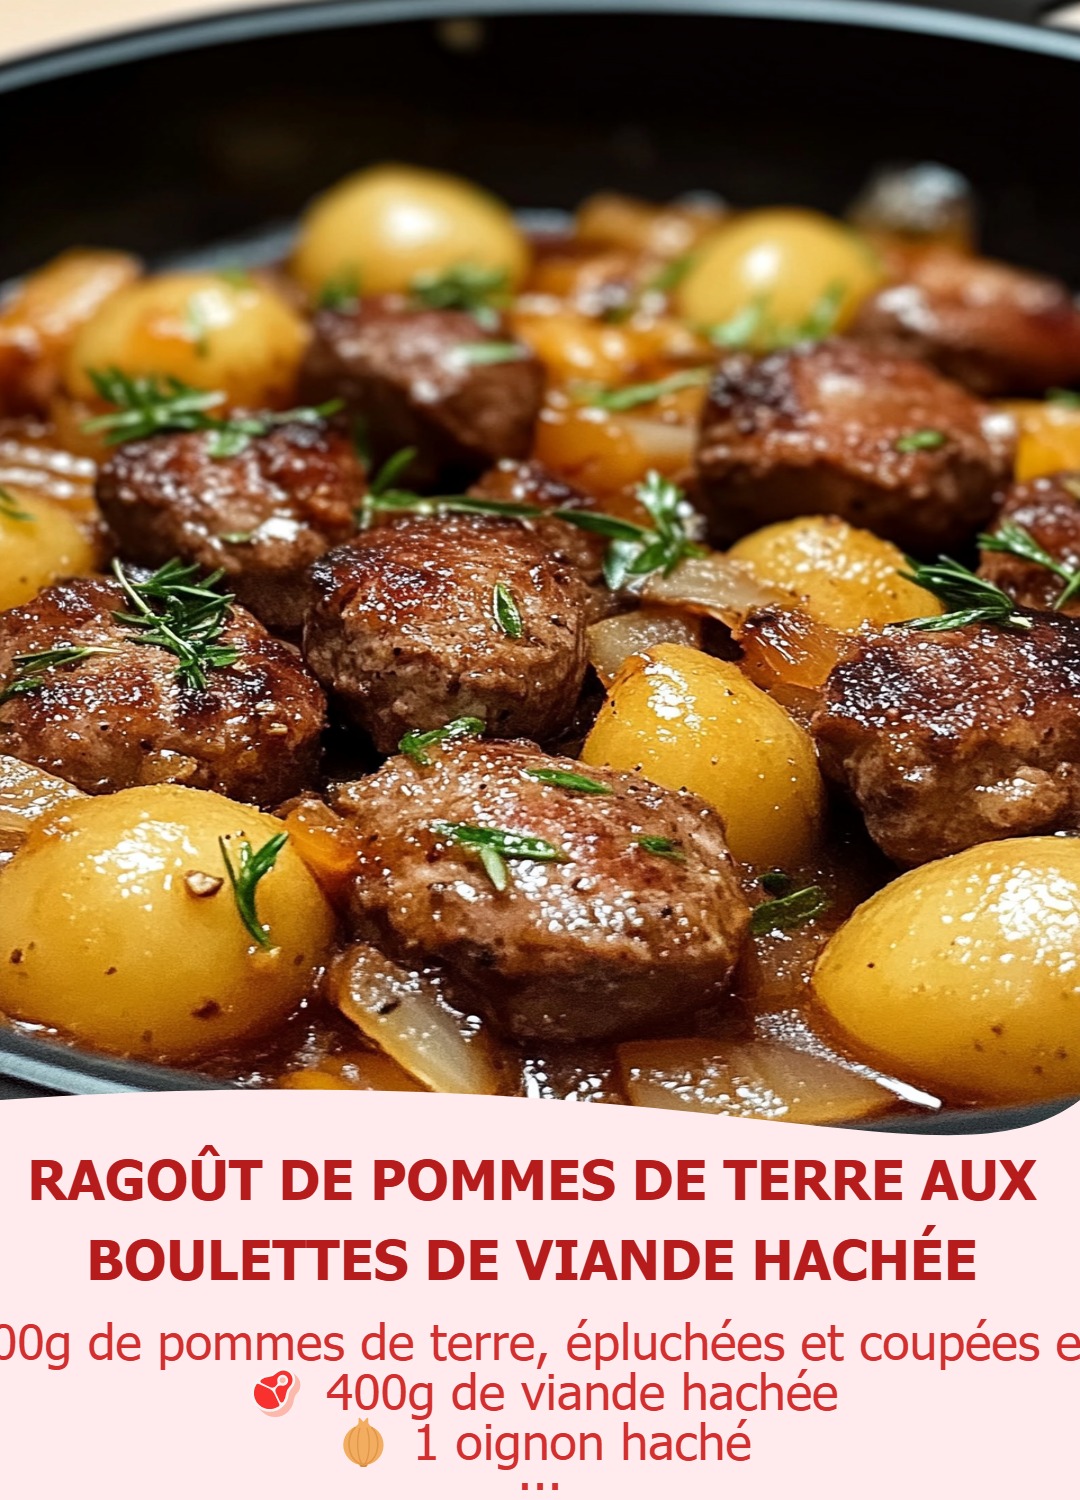 RAGOÛT DE POMMES DE TERRE AUX
BOULETTES DE VIANDE HACHÉE
00g de pommes de terre, épluchées et coupées e
400g de viande hachée
1 oignon haché
...